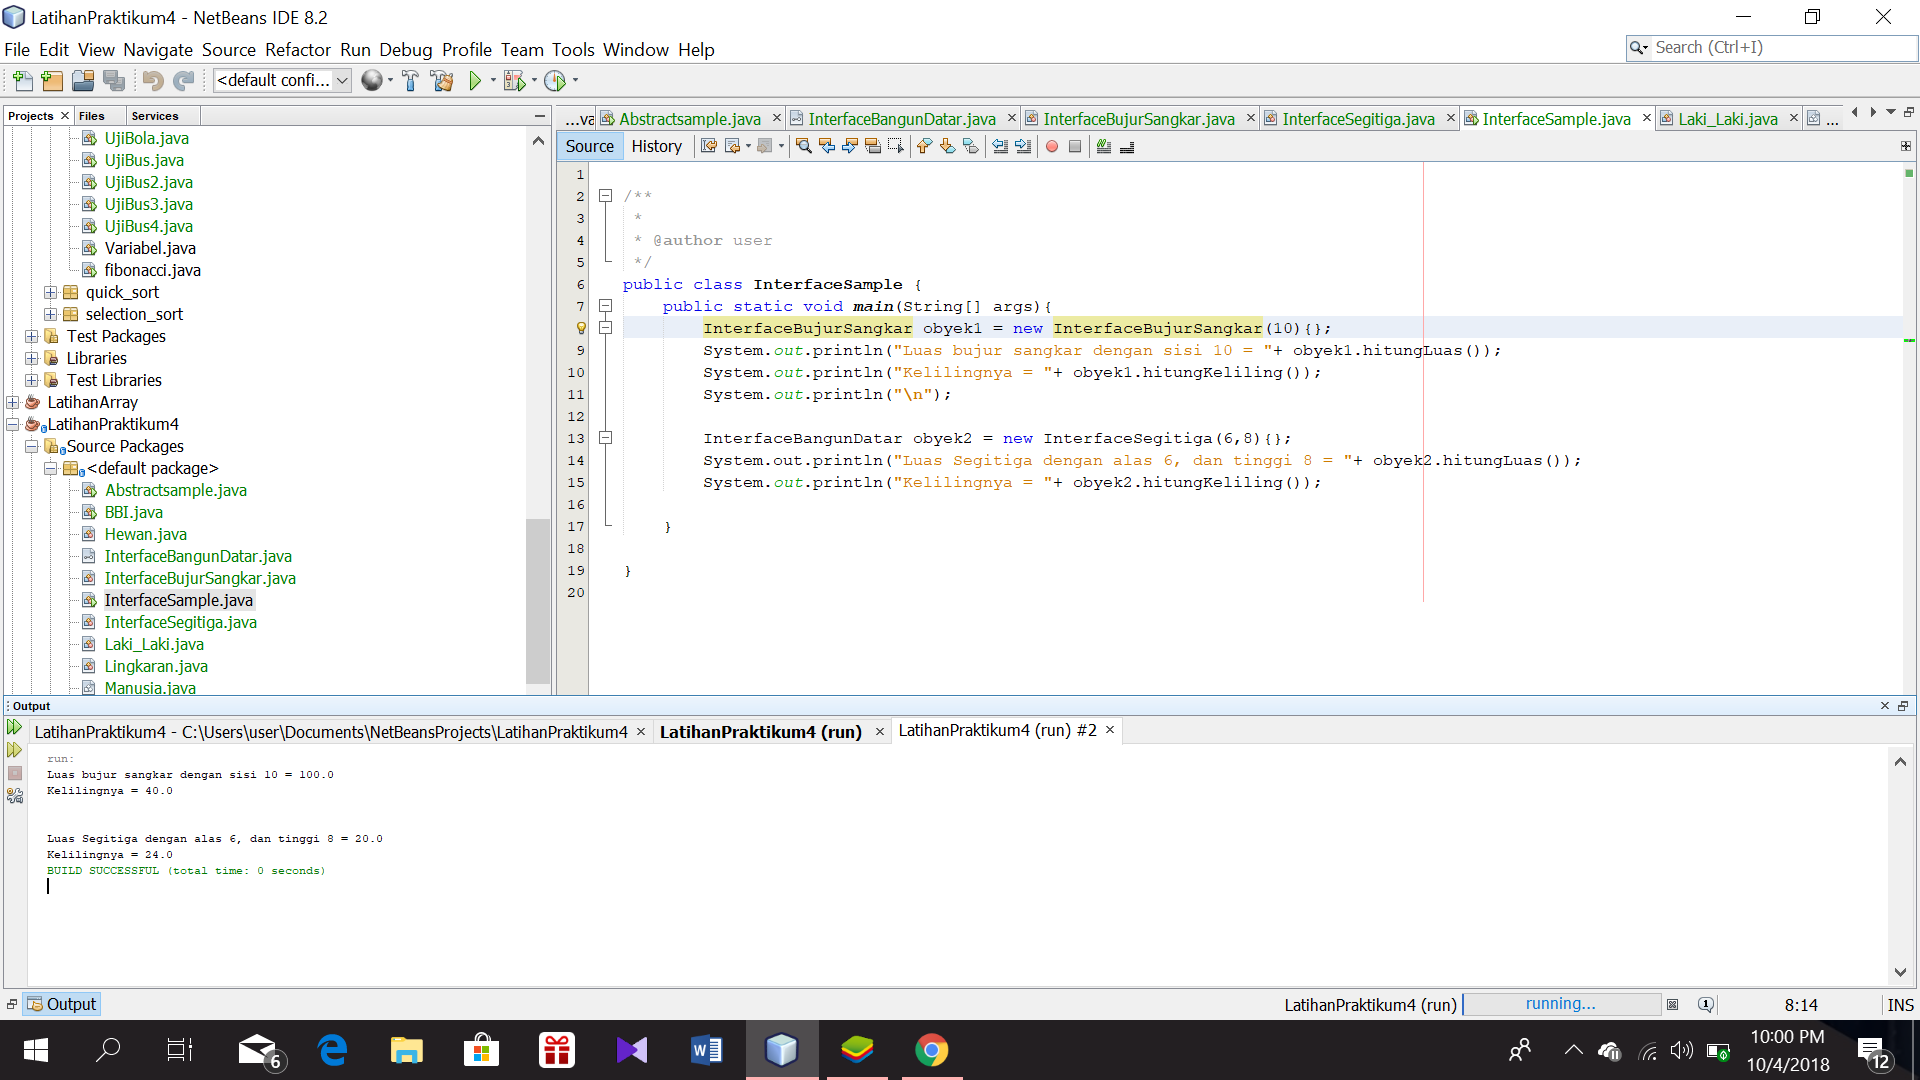 LatihanPraktikum4 - NetBeans IDE 8.2
File Edit View Navigate Source Refactor Run Debug Profile Team Tools Window Help
Search (Ctrl+I)
<default confi...
Projects
Files
Services
UjiBola.java
UjiBus.java
UjiBus2.java
UjiBus3.java
UjiBus4.java
Variabel.java
fibonacci.java
quick_sort
selection_sort
Test Packages
Libraries
Test Libraries
LatihanArray
LatihanPraktikum4
Source Packages
<default package>
Abstractsample.java
BBI.java
Hewan.java
InterfaceBangunDatar.java
InterfaceBujurSangkar.java
InterfaceSample.java
InterfaceSegitiga.java
Laki_Laki.java
Lingkaran.java
Manusia.java
...va Abstractsample.java InterfaceBangunDatar.java InterfaceBujurSangkar.java InterfaceSegitiga.java InterfaceSample.java Laki_Laki.java ...
Source History
1
2 /**
3 *
4 * @author user
5 */
6 public class InterfaceSample {
7 public static void main(String[] args){
InterfaceBujurSangkar obyek1 = new InterfaceBujurSangkar(10){};
9 System.out.println("Luas bujur sangkar dengan sisi 10 = "+ obyek1.hitungLuas());
10 System.out.println("Kelilingnya = "+ obyek1.hitungKeliling());
11 System.out.println("\n");
12
13 InterfaceBangunDatar obyek2 = new InterfaceSegitiga(6,8){};
14 System.out.println("Luas Segitiga dengan alas 6, dan tinggi 8 = "+ obyek2.hitungLuas());
15 System.out.println("Kelilingnya = "+ obyek2.hitungKeliling());
16
17 }
18
19 }
20
Output
LatihanPraktikum4 - C:\Users\user\Documents\NetBeansProjects\LatihanPraktikum4
LatihanPraktikum4 (run)
LatihanPraktikum4 (run) #2
run:
Luas bujur sangkar dengan sisi 10 = 100.0
Kelilingnya = 40.0
Luas Segitiga dengan alas 6, dan tinggi 8 = 20.0
Kelilingnya = 24.0
BUILD SUCCESSFUL (total time: 0 seconds)
Output
LatihanPraktikum4 (run)
running...
1
8:14
INS
6
10:00 PM
10/4/2018
12